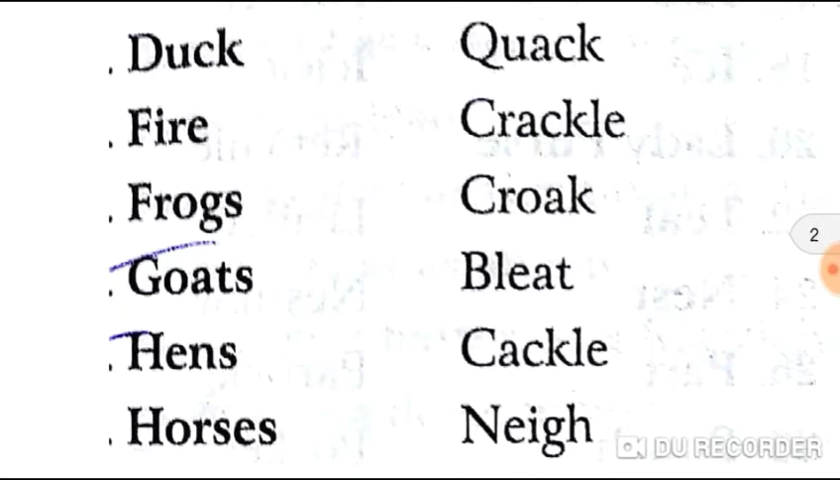 . Duck Quack
. Fire Crackle
. Frogs Croak
2
. Goats Bleat
. Hens Cackle
. Horses Neigh
DU RECORDER